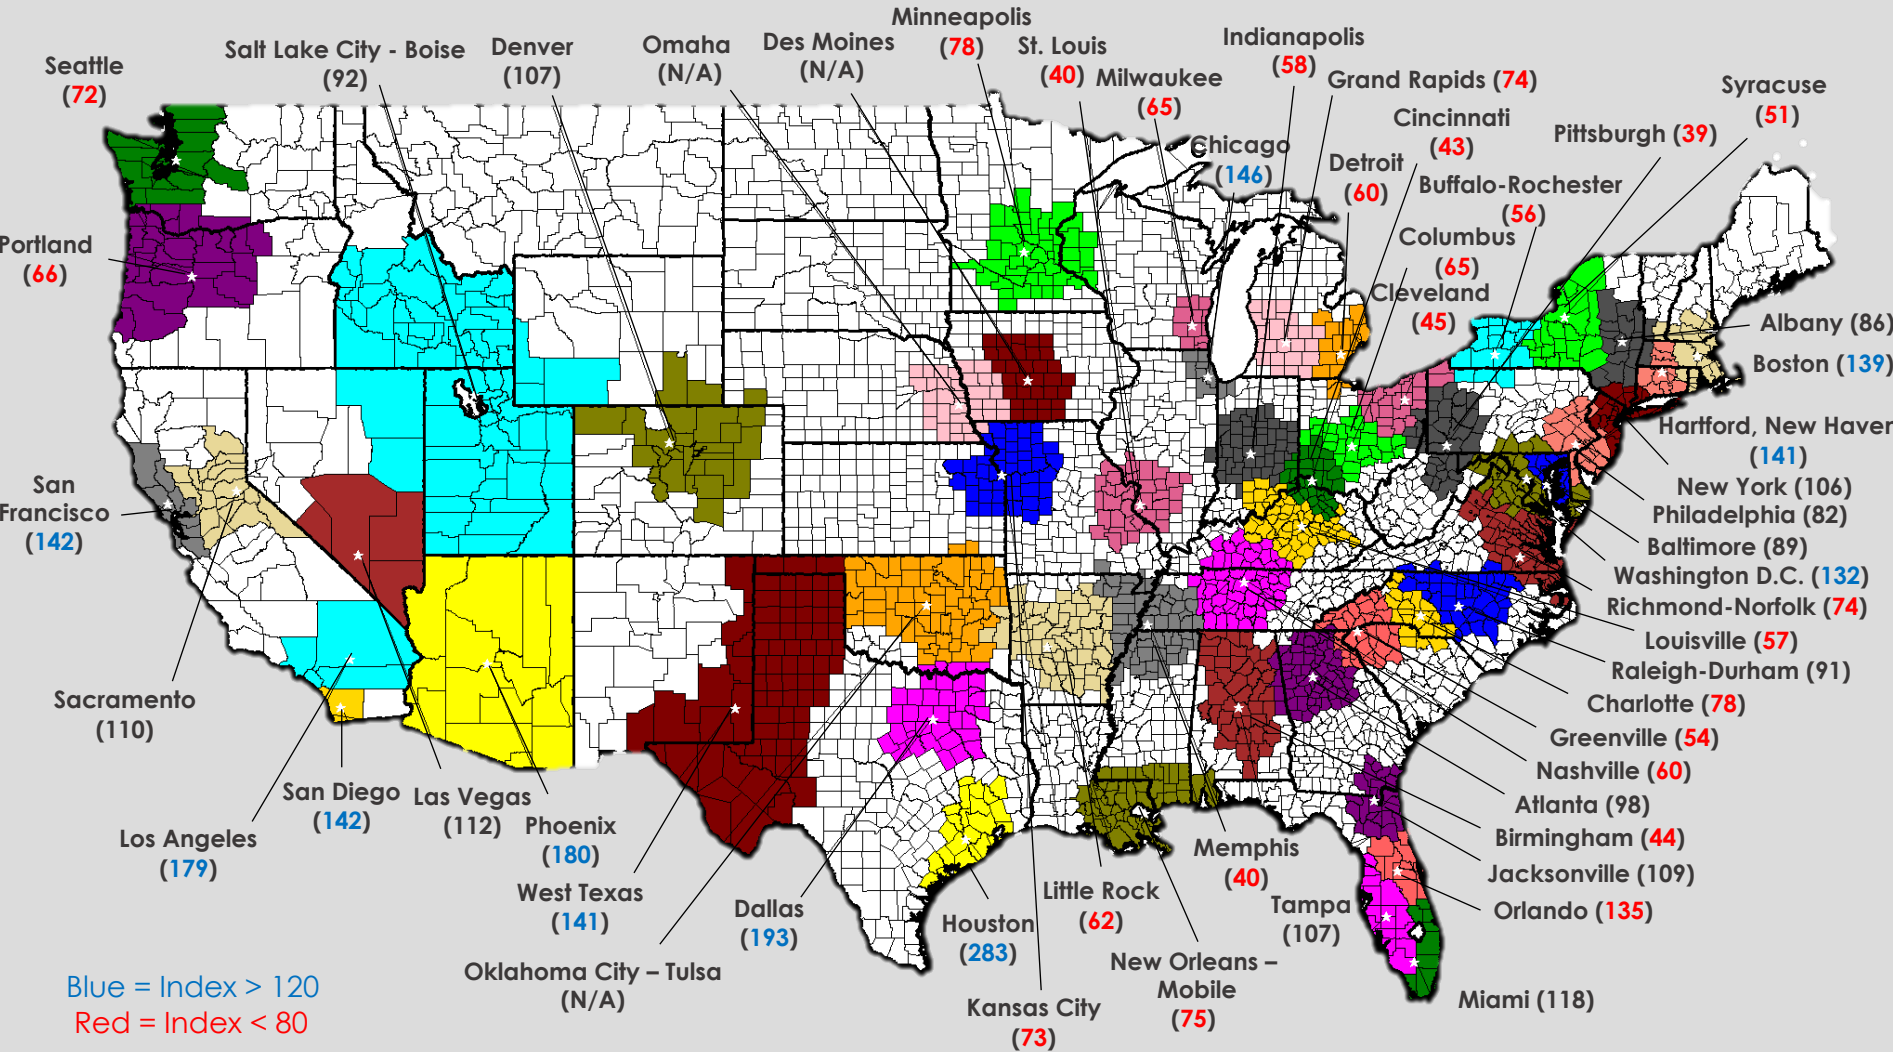 Minneapolis
(78)
Salt Lake City - Boise
(92)
Denver
(107)
Omaha
(N/A)
Des Moines
(N/A)
St. Louis
(40)
Indianapolis
(58)
Seattle
(72)
Milwaukee
(65)
Grand Rapids (74)
Syracuse
(51)
Cincinnati
(43)
Pittsburgh (39)
Chicago
(146)
Detroit
(60)
Buffalo-Rochester
(56)
Portland
(66)
Columbus
(65)
Cleveland
(45)
Albany (86)
Boston (139)
Hartford, New Haven
(141)
San
Francisco
(142)
New York (106)
Philadelphia (82)
Baltimore (89)
Washington D.C. (132)
Richmond-Norfolk (74)
Louisville (57)
Raleigh-Durham (91)
Charlotte (78)
Greenville (54)
Nashville (60)
Atlanta (98)
Birmingham (44)
Jacksonville (109)
Orlando (135)
Sacramento
(110)
San Diego
(142)
Las Vegas
(112)
Los Angeles
(179)
Phoenix
(180)
West Texas
(141)
Dallas
(193)
Houston
(283)
Little Rock
(62)
Memphis
(40)
Tampa
(107)
Oklahoma City – Tulsa
(N/A)
New Orleans –
Mobile
(75)
Kansas City
(73)
Miami (118)
Blue = Index > 120
Red = Index < 80